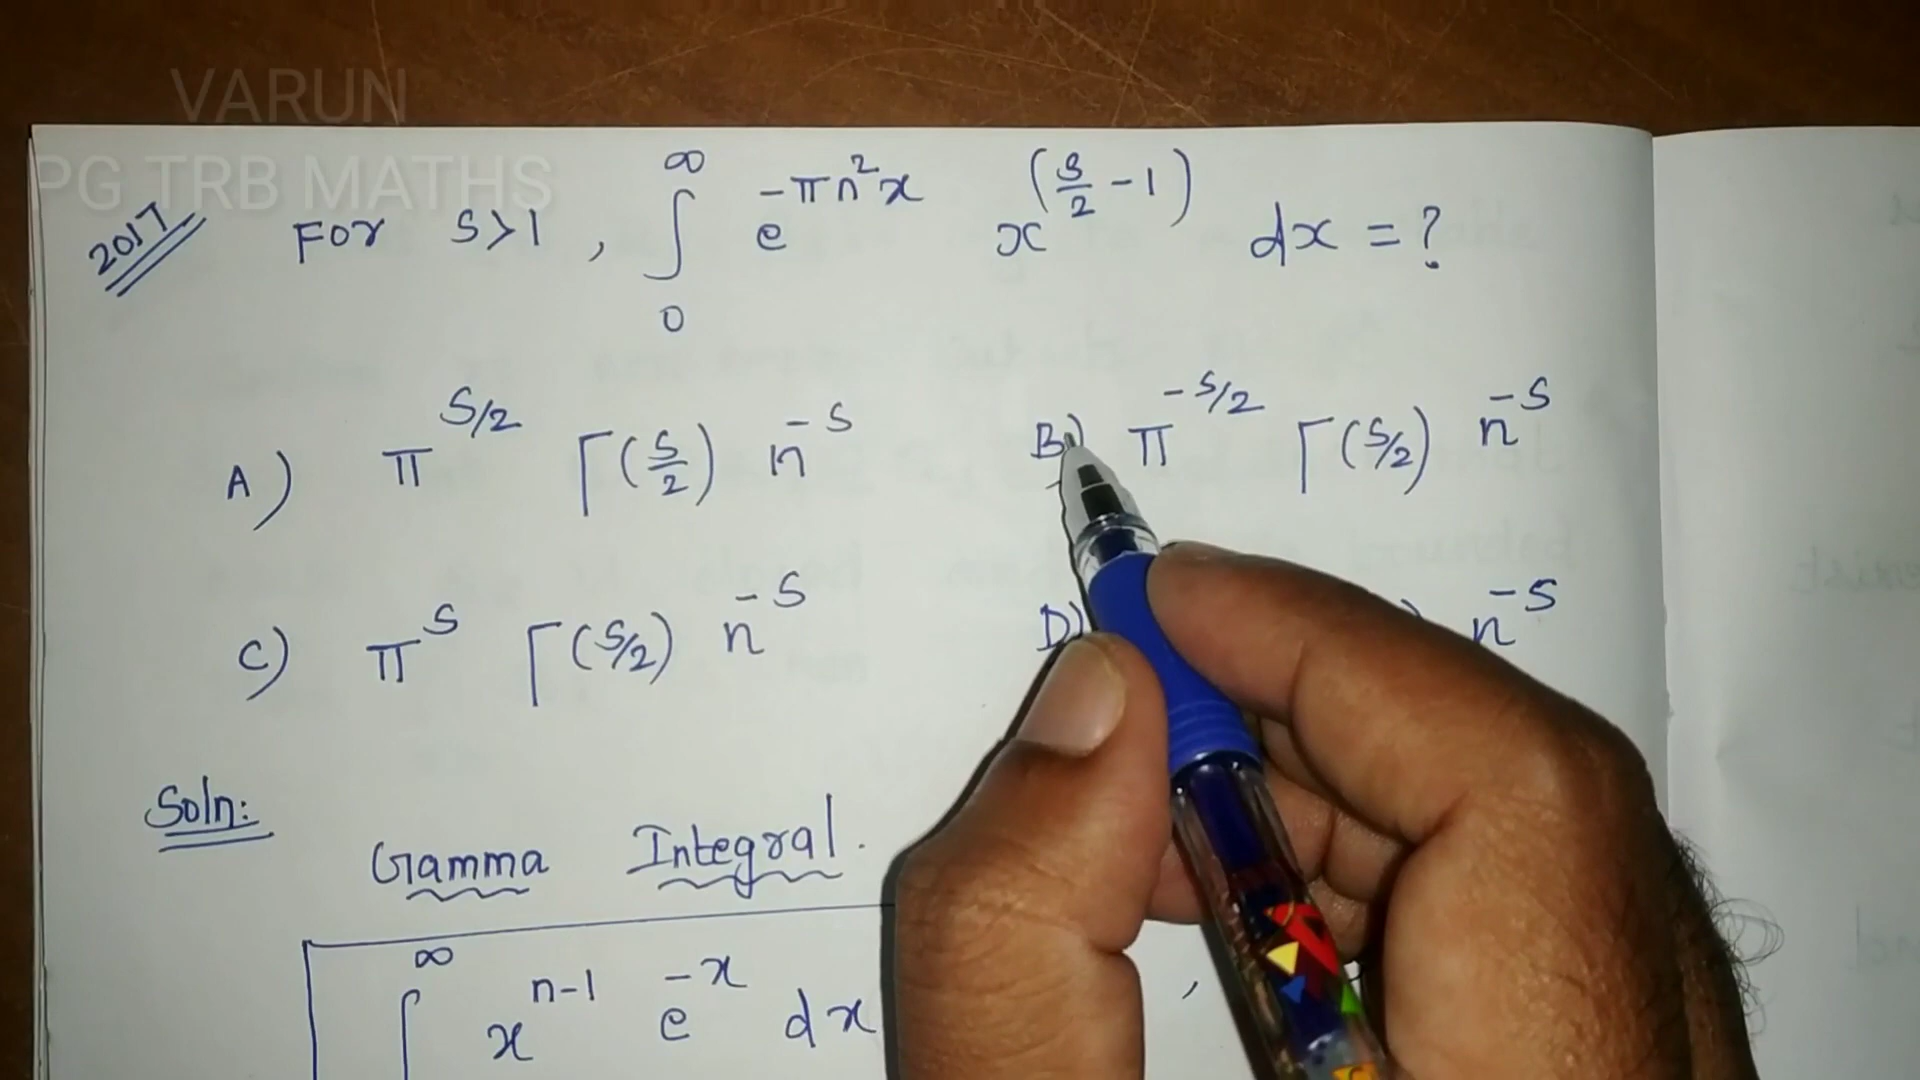 VARUN
PG TRB MATHS
2017 For s>1, ∫₀^∞ e^(-πn²x) x^(s/2 - 1) dx = ?
A) π^(s/2) Γ(s/2) n^(-s) B) π^(-s/2) Γ(s/2) n^(-s)
C) π^s Γ(s/2) n^(-s) D) n^(-s)
Soln:
Gamma Integral.
∫^∞ x^(n-1) e^(-x) dx ,